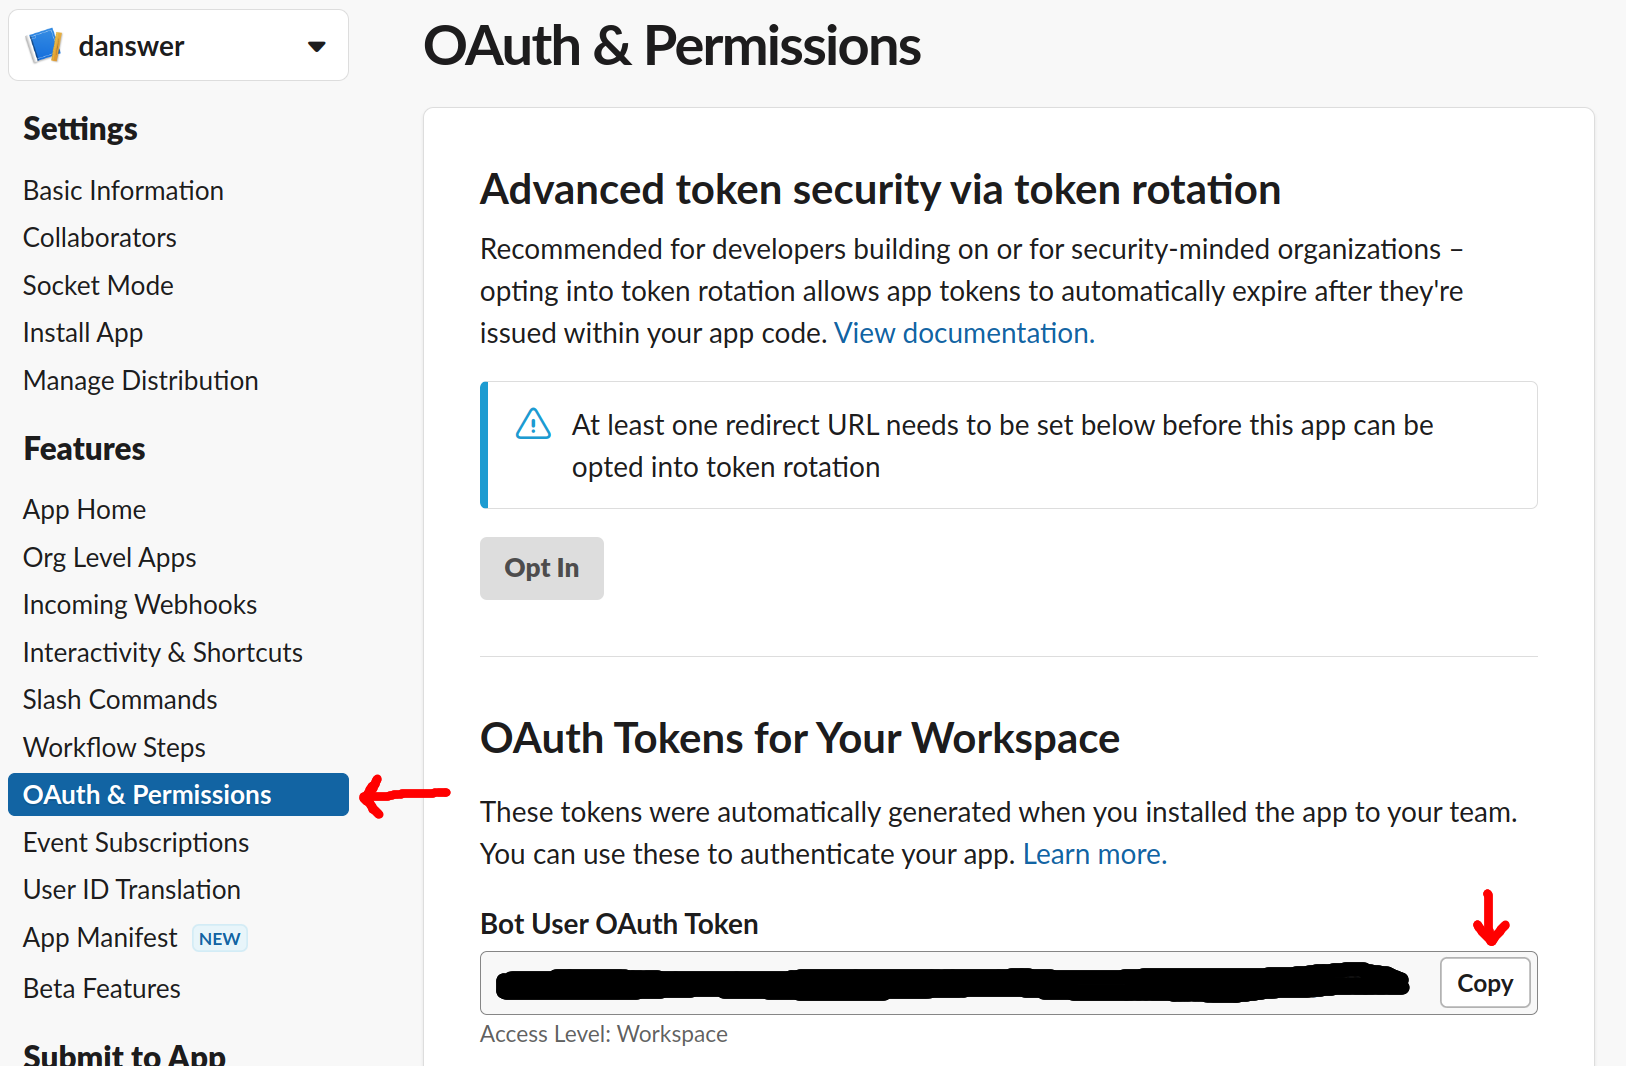 danswer
Settings
Basic Information
Collaborators
Socket Mode
Install App
Manage Distribution
Features
App Home
Org Level Apps
Incoming Webhooks
Interactivity & Shortcuts
Slash Commands
Workflow Steps
OAuth & Permissions
Event Subscriptions
User ID Translation
App Manifest NEW
Beta Features
Submit to App
OAuth & Permissions
Advanced token security via token rotation
Recommended for developers building on or for security-minded organizations –
opting into token rotation allows app tokens to automatically expire after they're
issued within your app code. View documentation.
At least one redirect URL needs to be set below before this app can be
opted into token rotation
Opt In
OAuth Tokens for Your Workspace
These tokens were automatically generated when you installed the app to your team.
You can use these to authenticate your app. Learn more.
Bot User OAuth Token
Copy
Access Level: Workspace